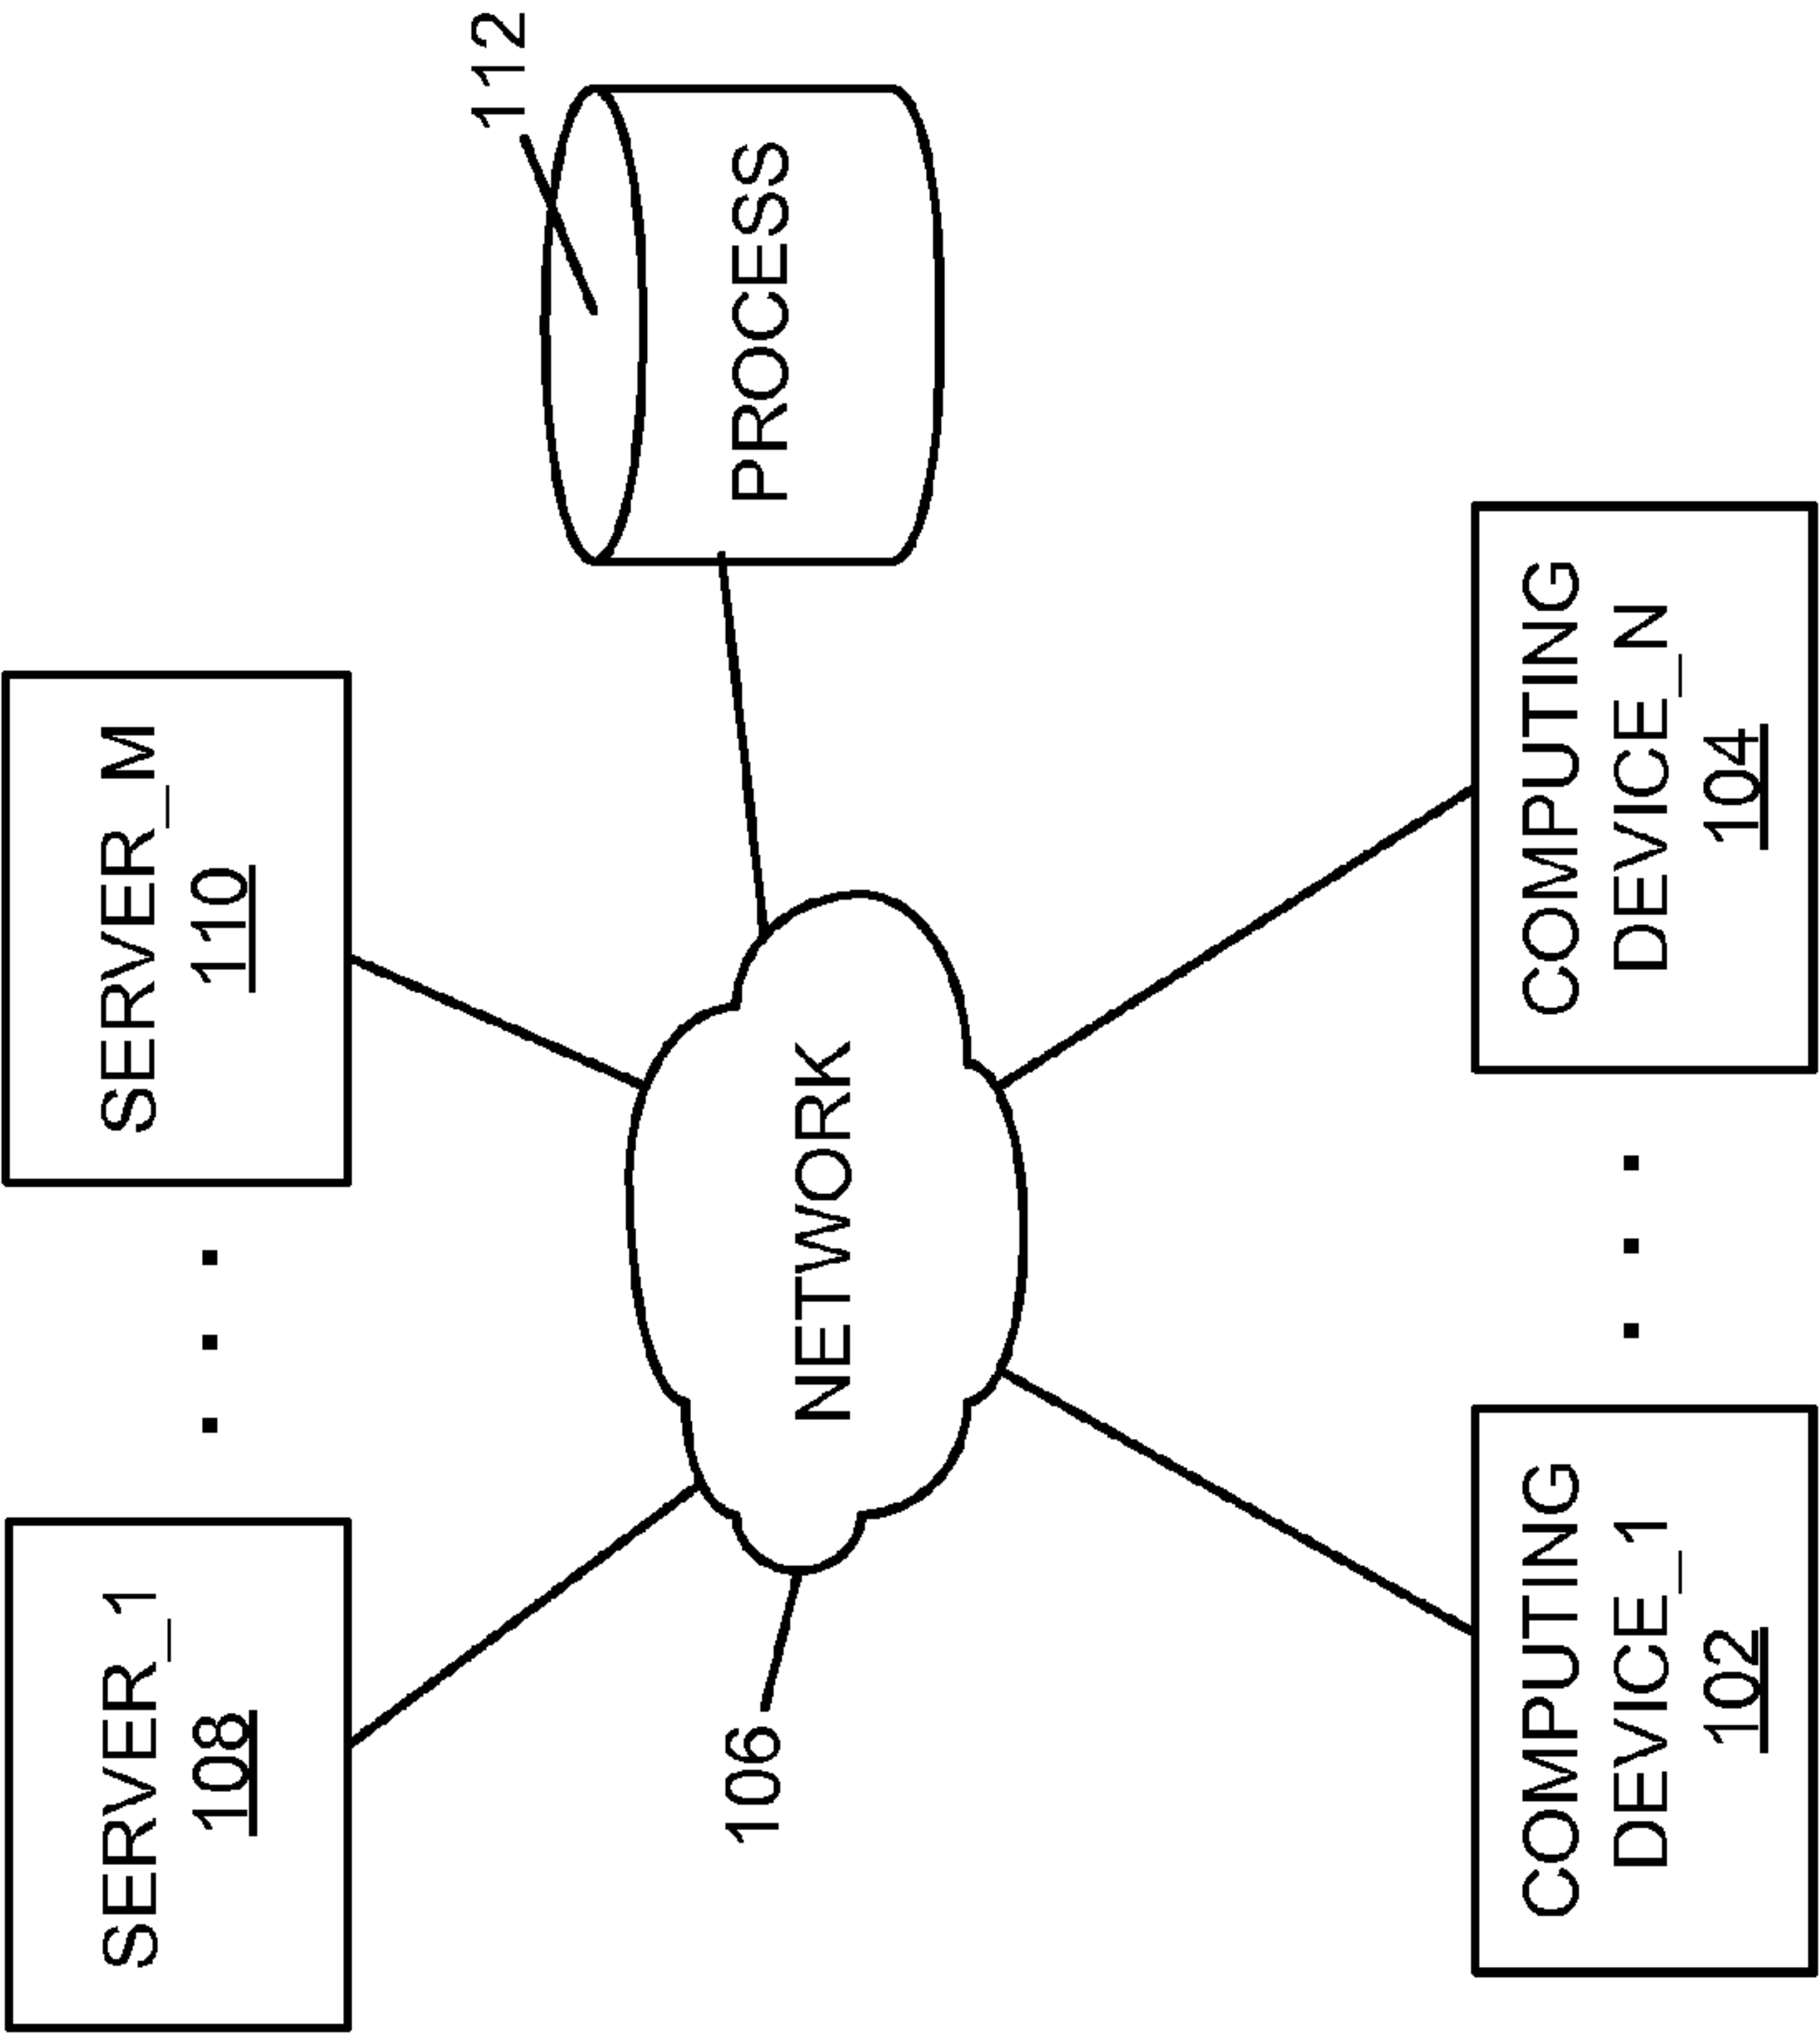 SERVER_1
108
. . .
SERVER_M
110
112
PROCESS
NETWORK
106
COMPUTING
DEVICE_1
102
. . .
COMPUTING
DEVICE_N
104